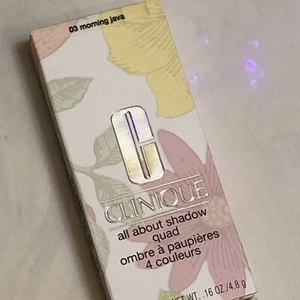 03 morning java
CLINIQUE
all about shadow
quad
ombre à paupières
4 couleurs
NET WT. .16 OZ/4.8 g